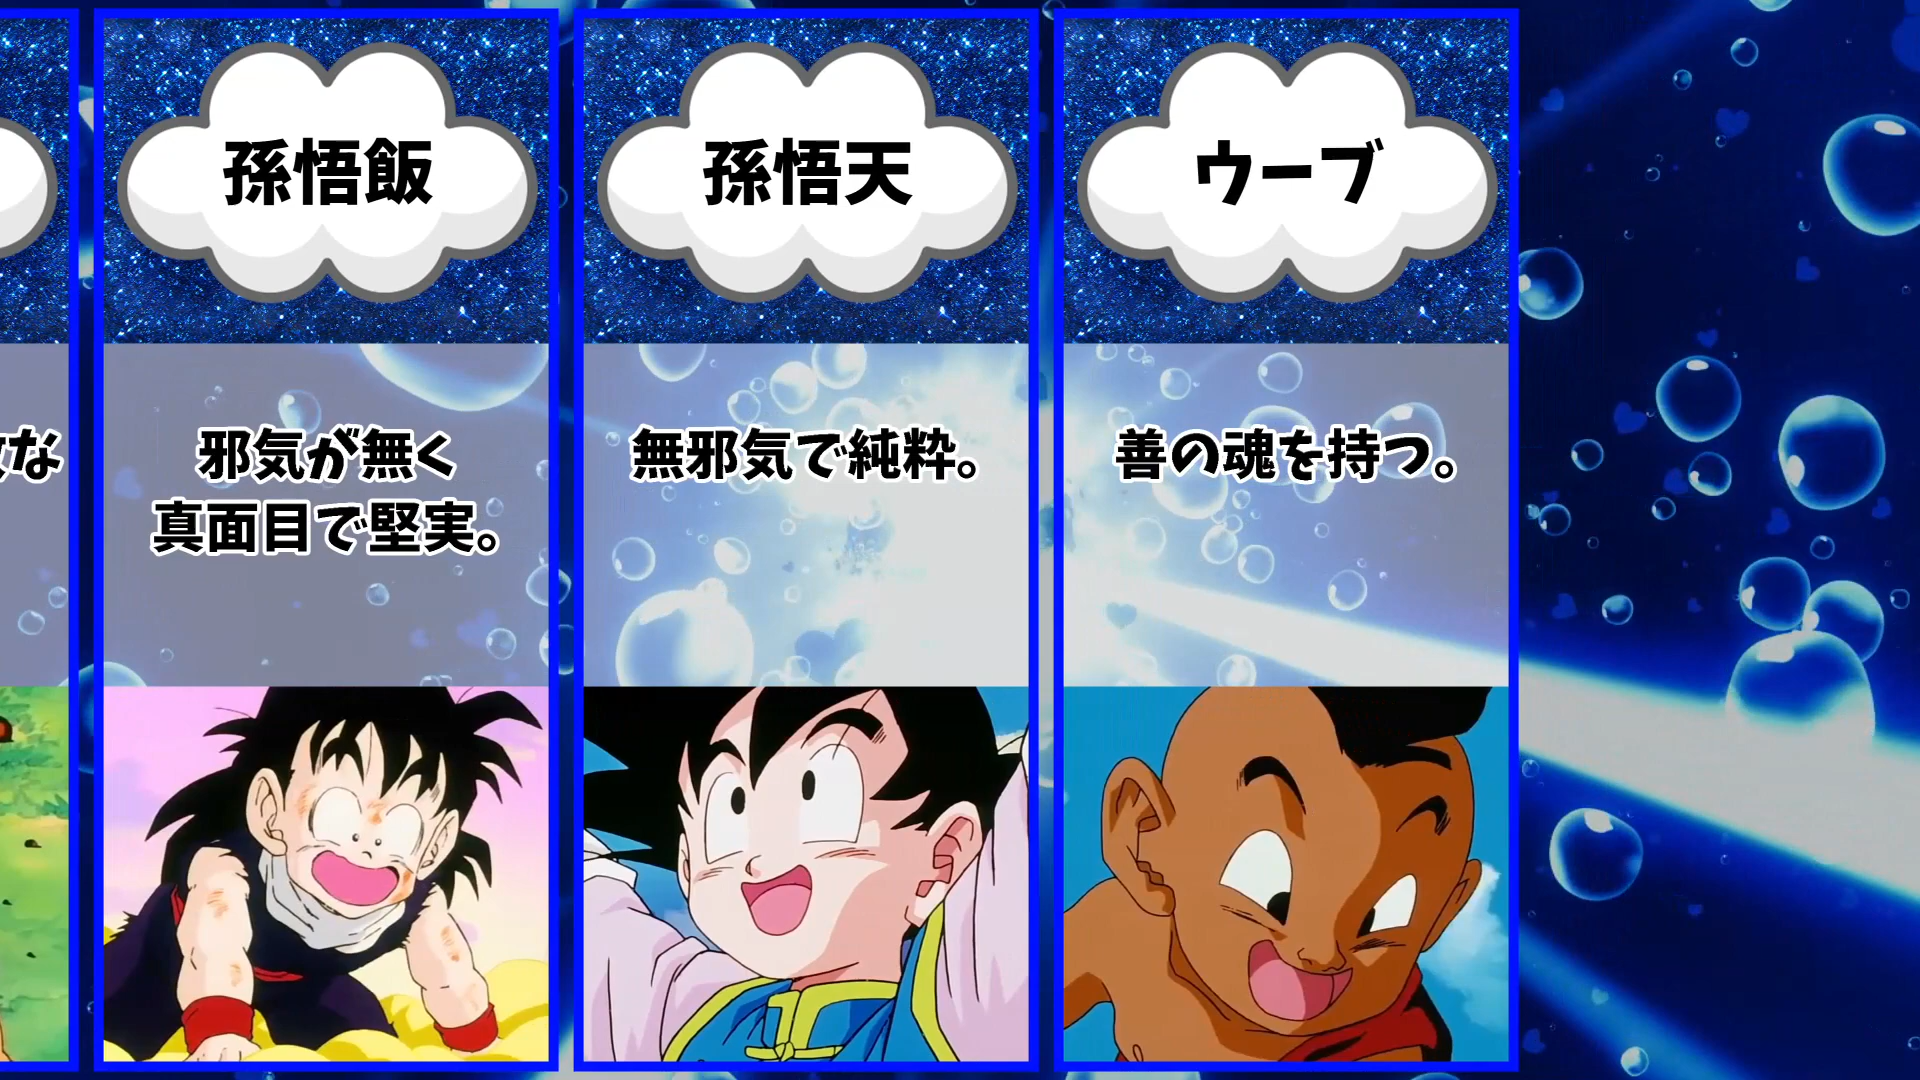 孫悟飯
邪気が無く
真面目で堅実。
孫悟天
無邪気で純粋。
ウーブ
善の魂を持つ。